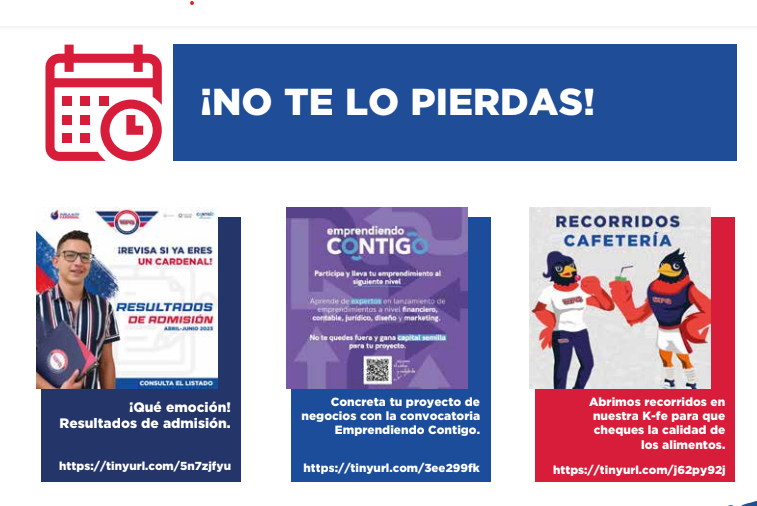 ¡NO TE LO PIERDAS!
¡REVISA SI YA ERES
UN CARDENAL!
RESULTADOS
DE ADMISIÓN
ABRIL-JUNIO 2023
CONSULTA EL LISTADO
¡Qué emoción!
Resultados de admisión.
https://tinyurl.com/5n7zjfyu
emprendiendo
CONTIGO
Participa y lleva tu emprendimiento al
siguiente nivel
Aprende de expertos en lanzamiento de
emprendimientos a nivel financiero,
contable, jurídico, diseño y marketing.
No te quedes fuera y gana capital semilla
para tu proyecto.
Concreta tu proyecto de
negocios con la convocatoria
Emprendiendo Contigo.
https://tinyurl.com/3ee299fk
RECORRIDOS
CAFETERÍA
Abrimos recorridos en
nuestra K-fe para que
cheques la calidad de
los alimentos.
https://tinyurl.com/j62py92j